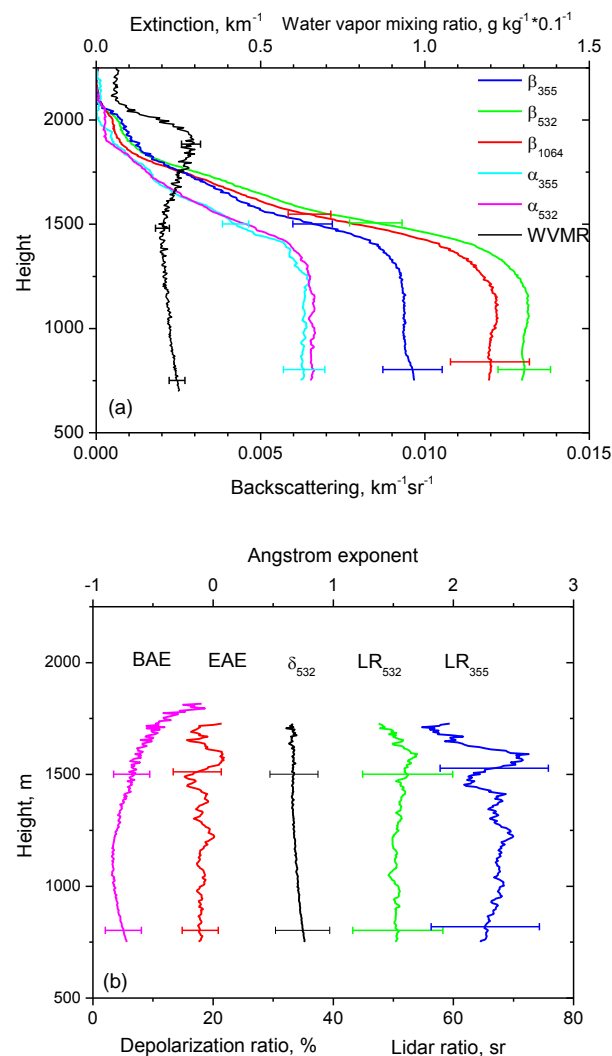 Extinction, km⁻¹ Water vapor mixing ratio, g kg⁻¹*0.1⁻¹
0.0 0.5 1.0 1.5
2000
1500
1000
500
Height
β355
β532
β1064
α355
α532
WVMR
(a)
0.000 0.005 0.010 0.015
Backscattering, km⁻¹sr⁻¹
Angstrom exponent
-1 0 1 2 3
BAE EAE δ532 LR532 LR355
2000
1500
1000
500
Height, m
(b)
0 20 40 60 80
Depolarization ratio, % Lidar ratio, sr